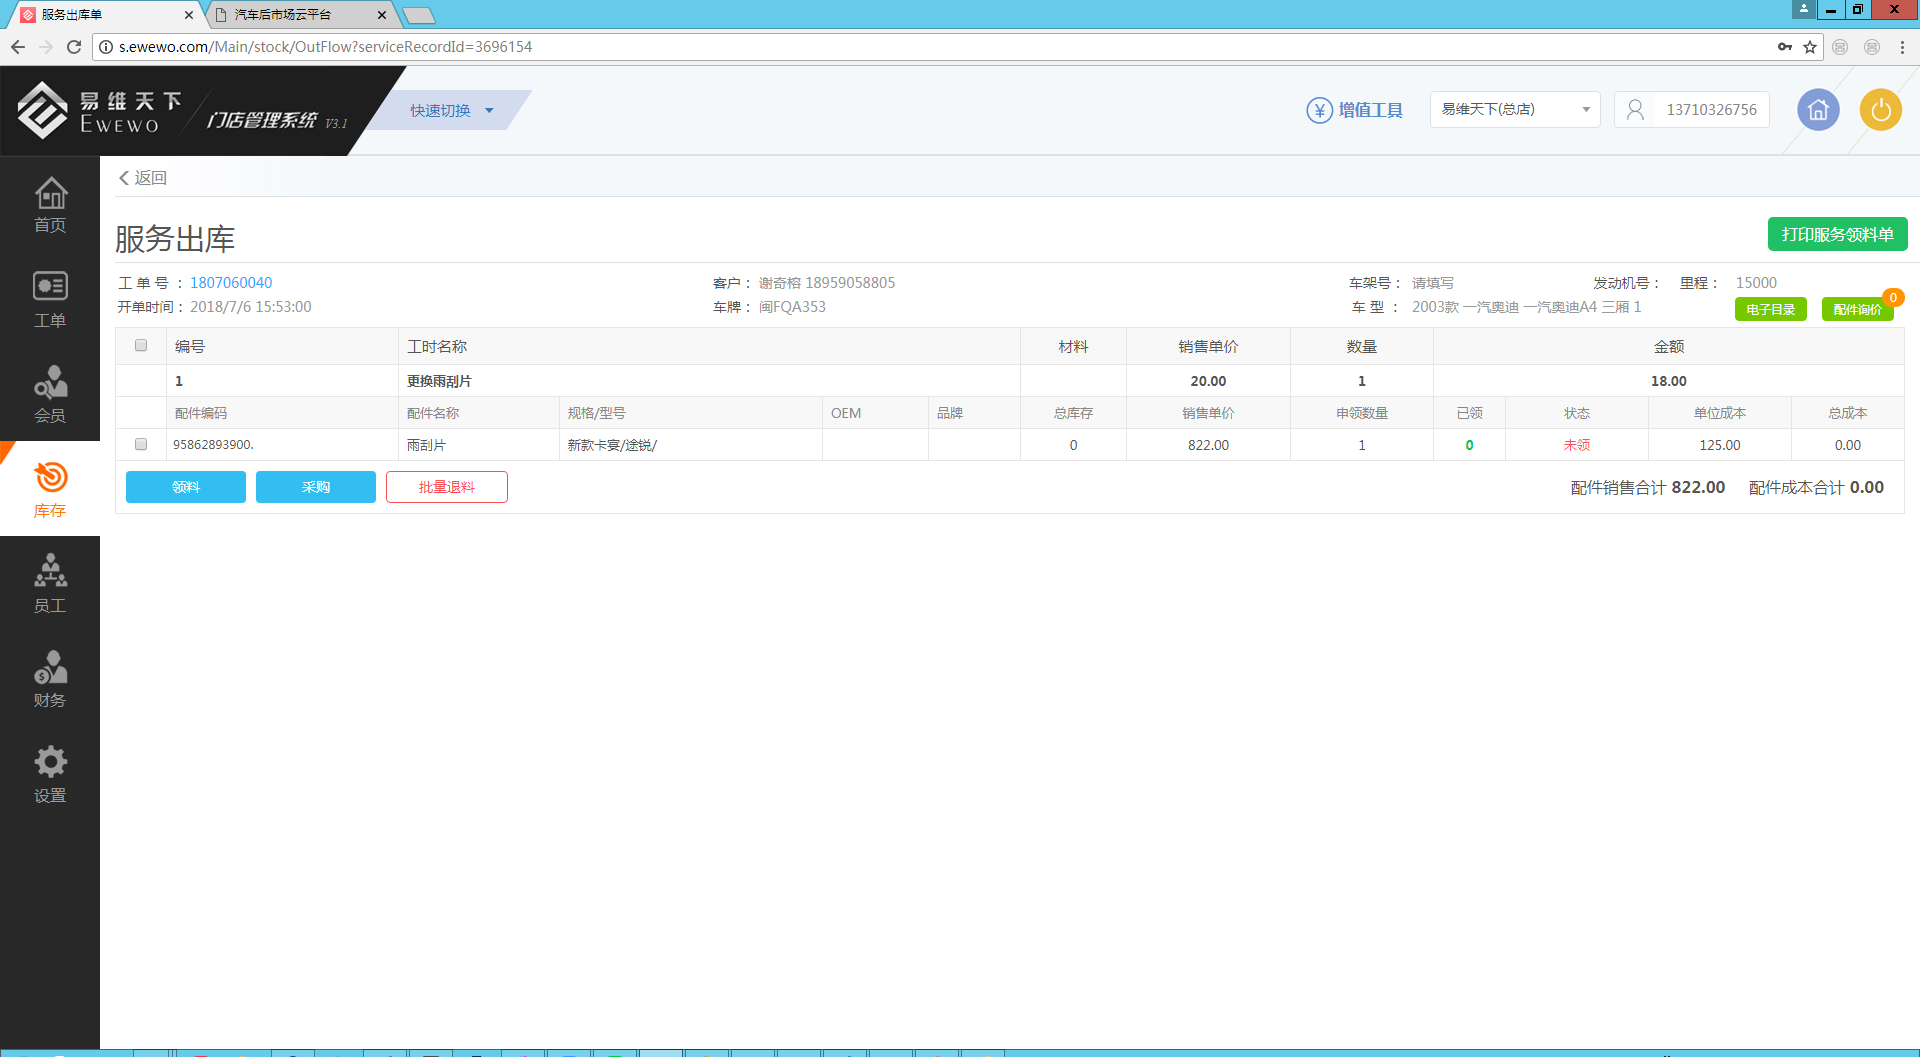 服务出库单
汽车后市场云平台
s.ewewo.com/Main/stock/OutFlow?serviceRecordId=3696154
易维天下
EWEWO
门店管理系统 V3.1
快速切换
¥ 增值工具
易维天下(总店)
13710326756
首页
工单
会员
库存
员工
财务
设置
返回
服务出库
打印服务领料单
工 单 号 ： 1807060040
客户： 谢奇榕 18959058805
车架号： 请填写
发动机号：
里程： 15000
开单时间： 2018/7/6 15:53:00
车牌： 闽FQA353
车 型 ： 2003款 一汽奥迪 一汽奥迪A4 三厢 1
电子目录
配件询价
0
编号 工时名称 材料 销售单价 数量 金额
1 更换雨刮片 20.00 1 18.00
配件编码 配件名称 规格/型号 OEM 品牌 总库存 销售单价 申领数量 已领 状态 单位成本 总成本
95862893900. 雨刮片 新款卡宴/途锐/ 0 822.00 1 0 未领 125.00 0.00
领料
采购
批量退料
配件销售合计 822.00
配件成本合计 0.00